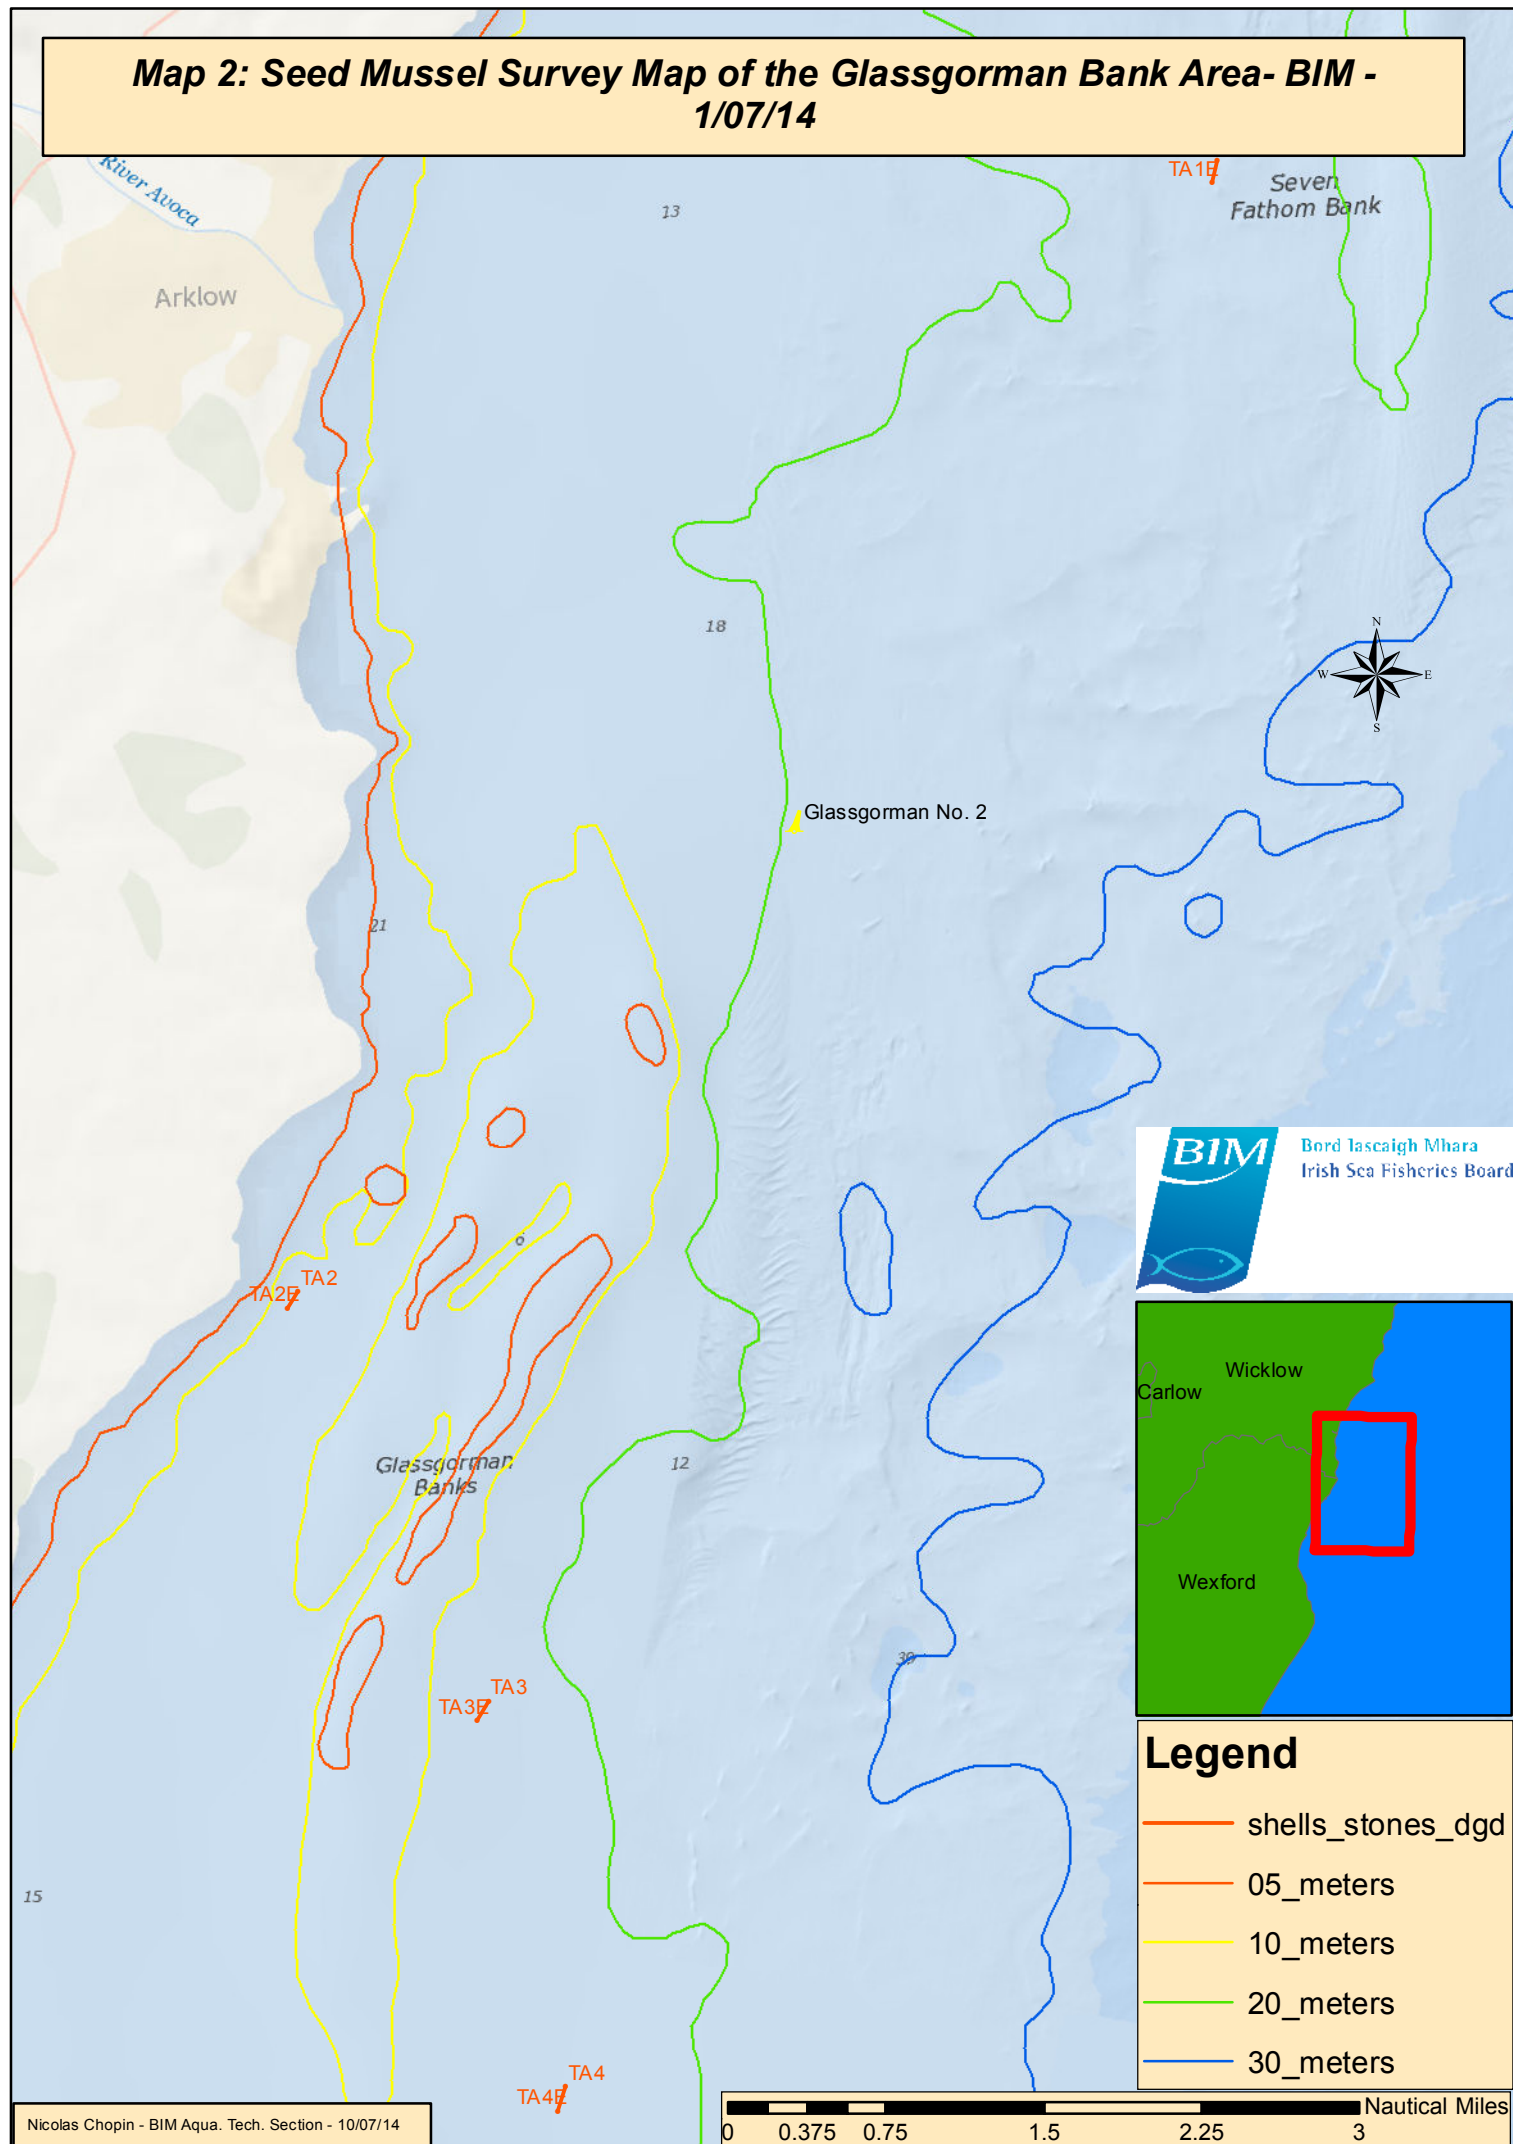 Map 2: Seed Mussel Survey Map of the Glassgorman Bank Area- BIM -
1/07/14
River Avoca
13
TA1E
Seven
Fathom Bank
Arklow
18
N
W
E
S
Glassgorman No. 2
21
BIM
Bord Iascaigh Mhara
Irish Sea Fisheries Board
6
TA2
TA2E
Wicklow
Carlow
Glassgorman
Banks
12
Wexford
39
TA3
TA3E
Legend
shells_stones_dgd
05_meters
10_meters
20_meters
30_meters
15
TA4
TA4E
Nautical Miles
0 0.375 0.75 1.5 2.25 3
Nicolas Chopin - BIM Aqua. Tech. Section - 10/07/14